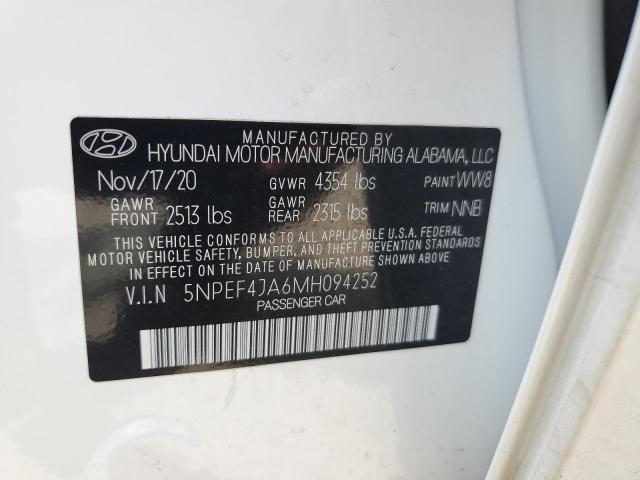 MANUFACTURED BY
HYUNDAI MOTOR MANUFACTURING ALABAMA, LLC
Nov/17/20 GVWR 4354 lbs PAINT WW8
GAWR FRONT 2513 lbs GAWR REAR 2315 lbs TRIM NNB
THIS VEHICLE CONFORMS TO ALL APPLICABLE U.S.A. FEDERAL
MOTOR VEHICLE SAFETY, BUMPER, AND THEFT PREVENTION
STANDARDS IN EFFECT ON THE DATE OF MANUFACTURE SHOWN ABOVE.
V.I.N 5NPEF4JA6MH094252
PASSENGER CAR